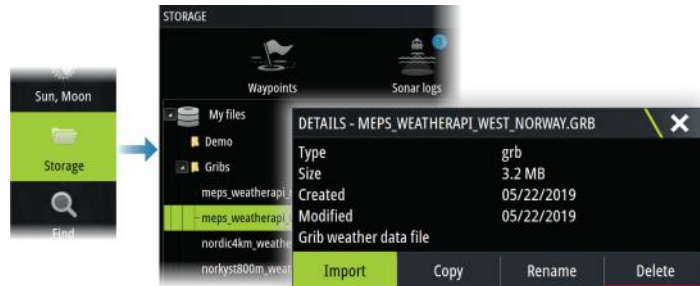 Sun, Moon
Storage
Find
STORAGE
Waypoints
Sonar logs
My files
Demo
Gribs
meps_weatherapi
meps_weatherapi
nordic4km_weathe
norkyst800m_weat
DETAILS - MEPS_WEATHERAPI_WEST_NORWAY.GRB
Type grb
Size 3.2 MB
Created 05/22/2019
Modified 05/22/2019
Grib weather data file
Import Copy Rename Delete